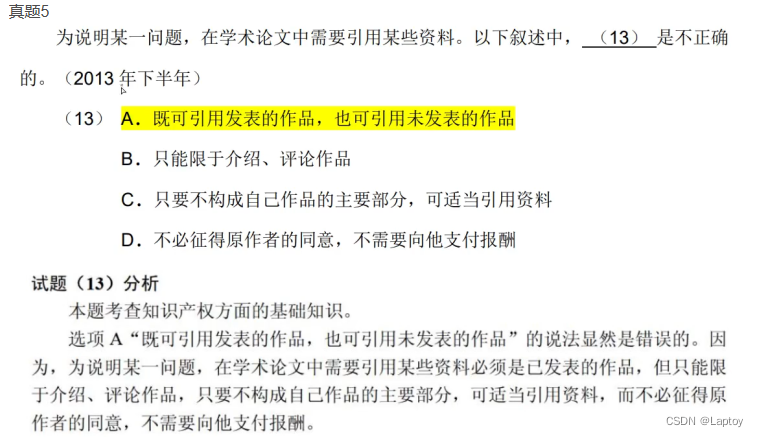 真题5
为说明某一问题，在学术论文中需要引用某些资料。以下叙述中，（13）是不正确
的。（2013 年下半年）
（13） A．既可引用发表的作品，也可引用未发表的作品
B．只能限于介绍、评论作品
C．只要不构成自己作品的主要部分，可适当引用资料
D．不必征得原作者的同意，不需要向他支付报酬
试题（13）分析
本题考查知识产权方面的基础知识。
选项 A“既可引用发表的作品，也可引用未发表的作品”的说法显然是错误的。因
为，为说明某一问题，在学术论文中需要引用某些资料必须是已发表的作品，但只能限
于介绍、评论作品，只要不构成自己作品的主要部分，可适当引用资料，而不必征得原
作者的同意，不需要向他支付报酬。
CSDN @Laptoy